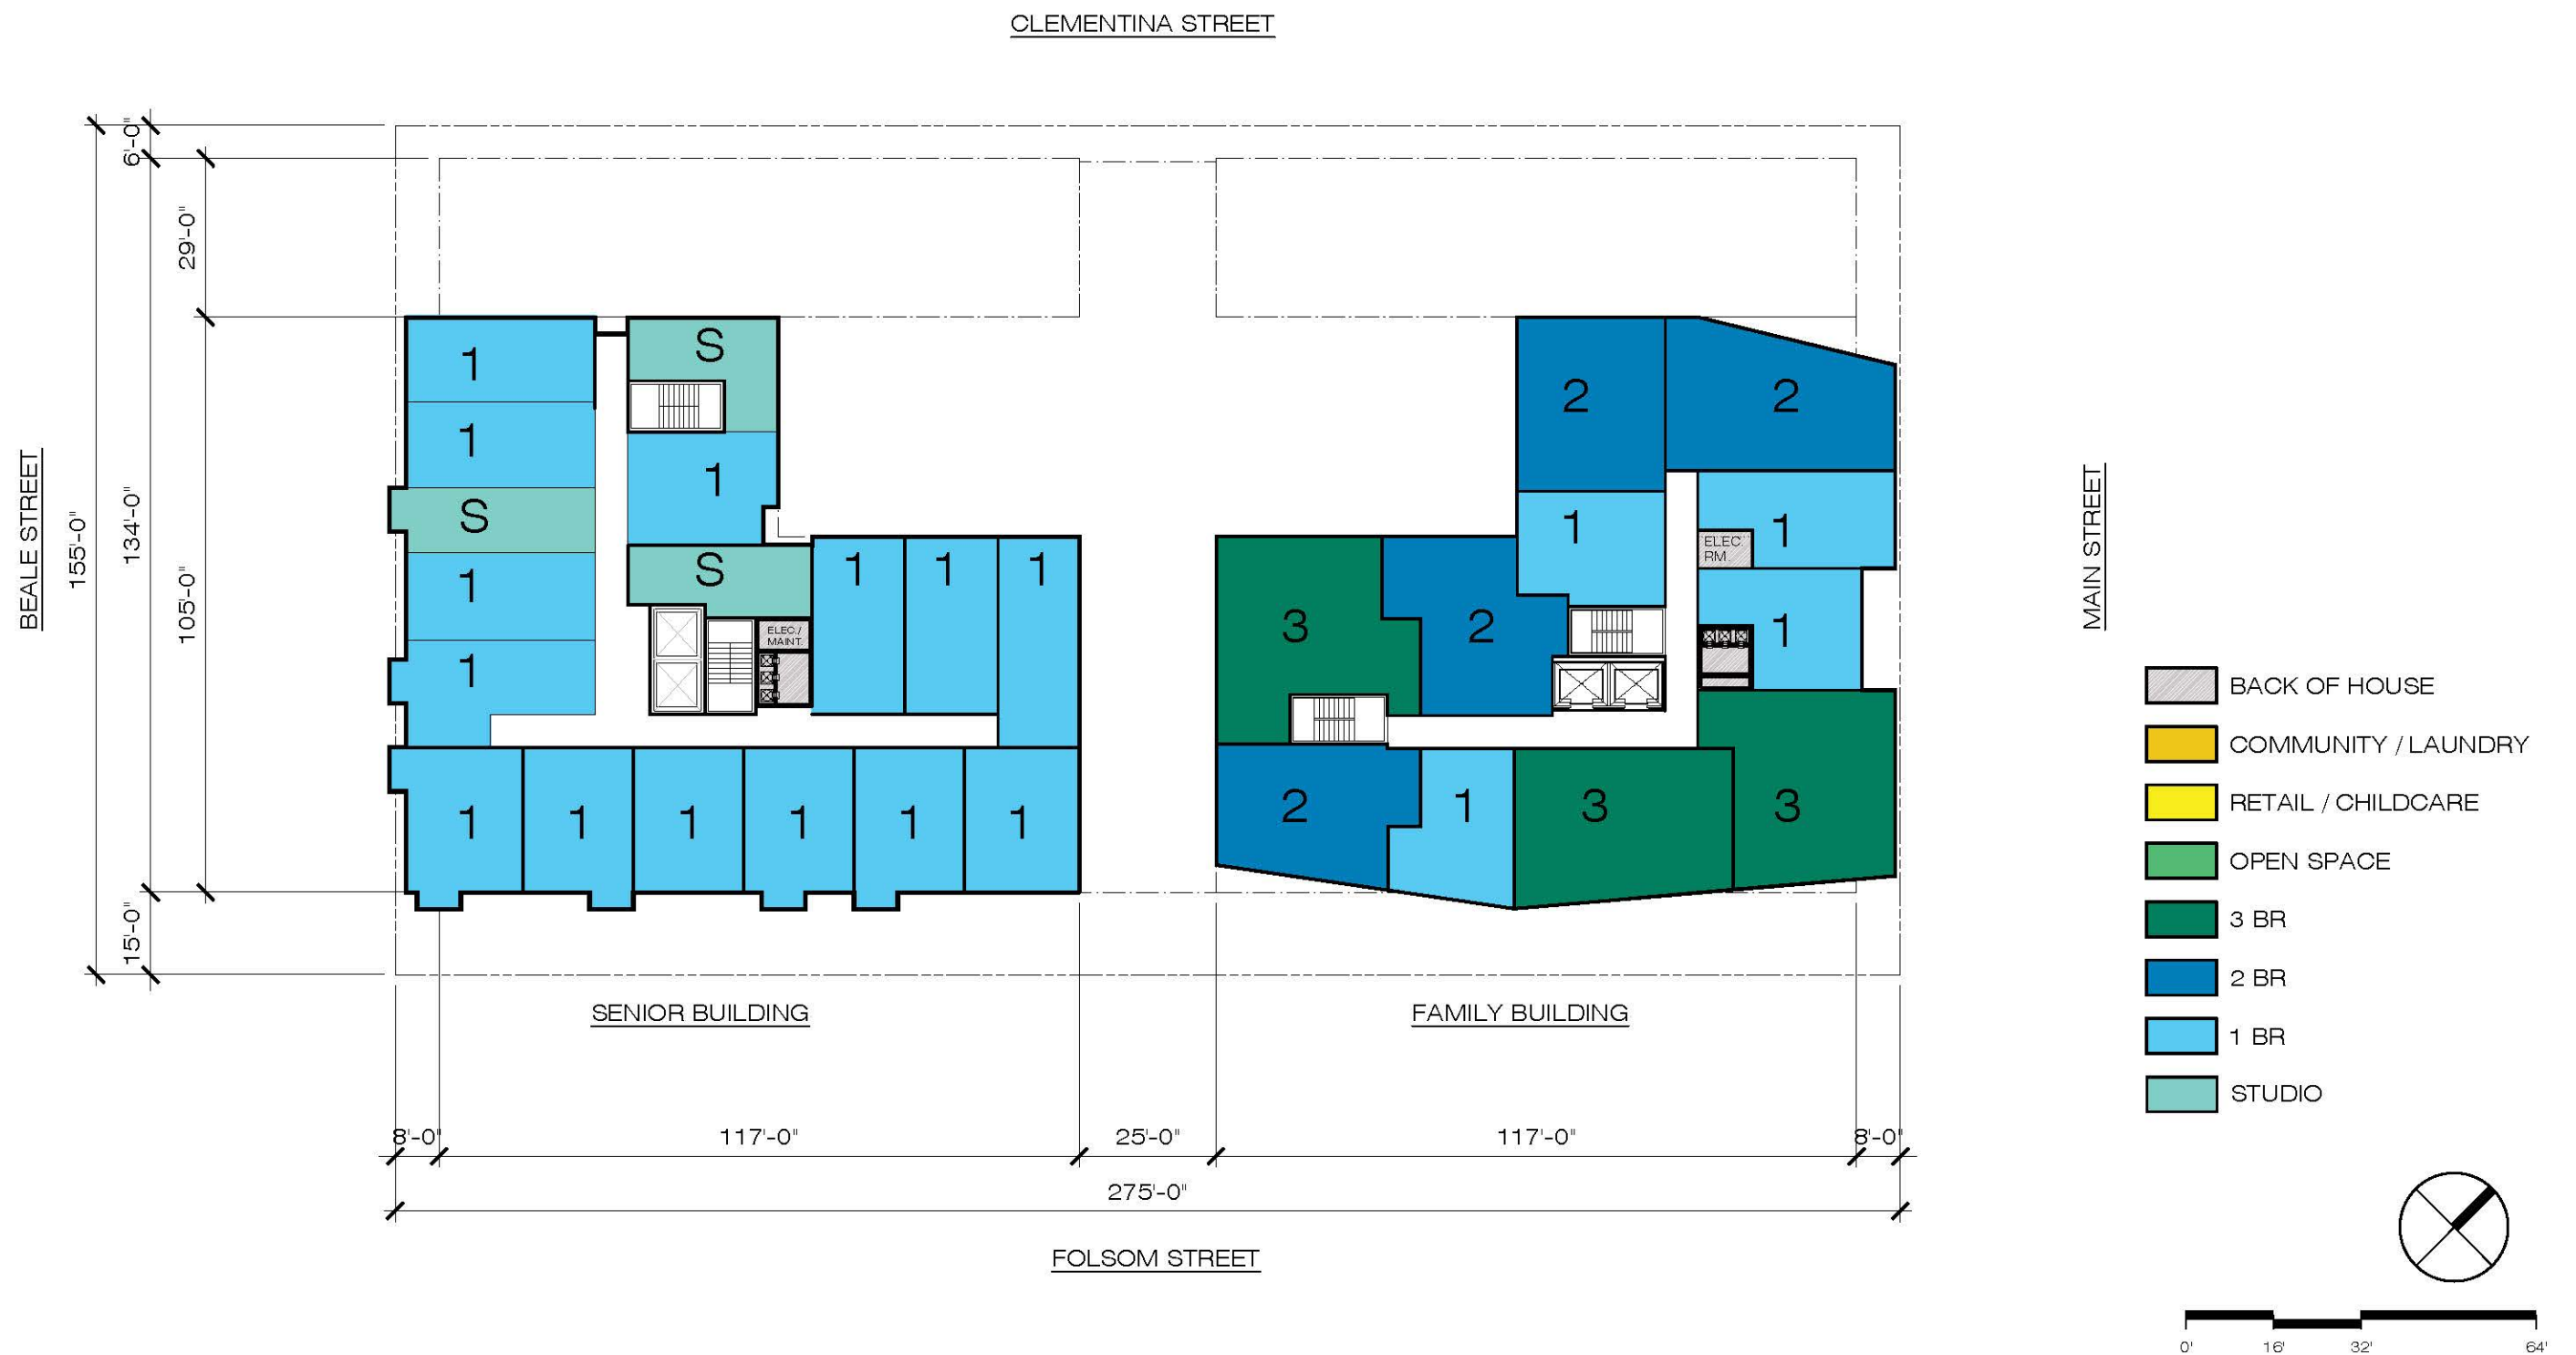 CLEMENTINA STREET
6'-0"
29'-0"
BEALE STREET
155'-0"
134'-0"
105'-0"
15'-0"
1
S
1
1
S
1
1
S
1
1
1
1
ELEC./
MAINT.
1
1
1
1
1
1
2
2
1
1
ELEC.
RM.
3
2
1
2
1
3
3
MAIN STREET
BACK OF HOUSE
COMMUNITY / LAUNDRY
RETAIL / CHILDCARE
OPEN SPACE
3 BR
2 BR
1 BR
STUDIO
SENIOR BUILDING
FAMILY BUILDING
8'-0"
117'-0"
25'-0"
117'-0"
8'-0"
275'-0"
FOLSOM STREET
0'
16'
32'
64'